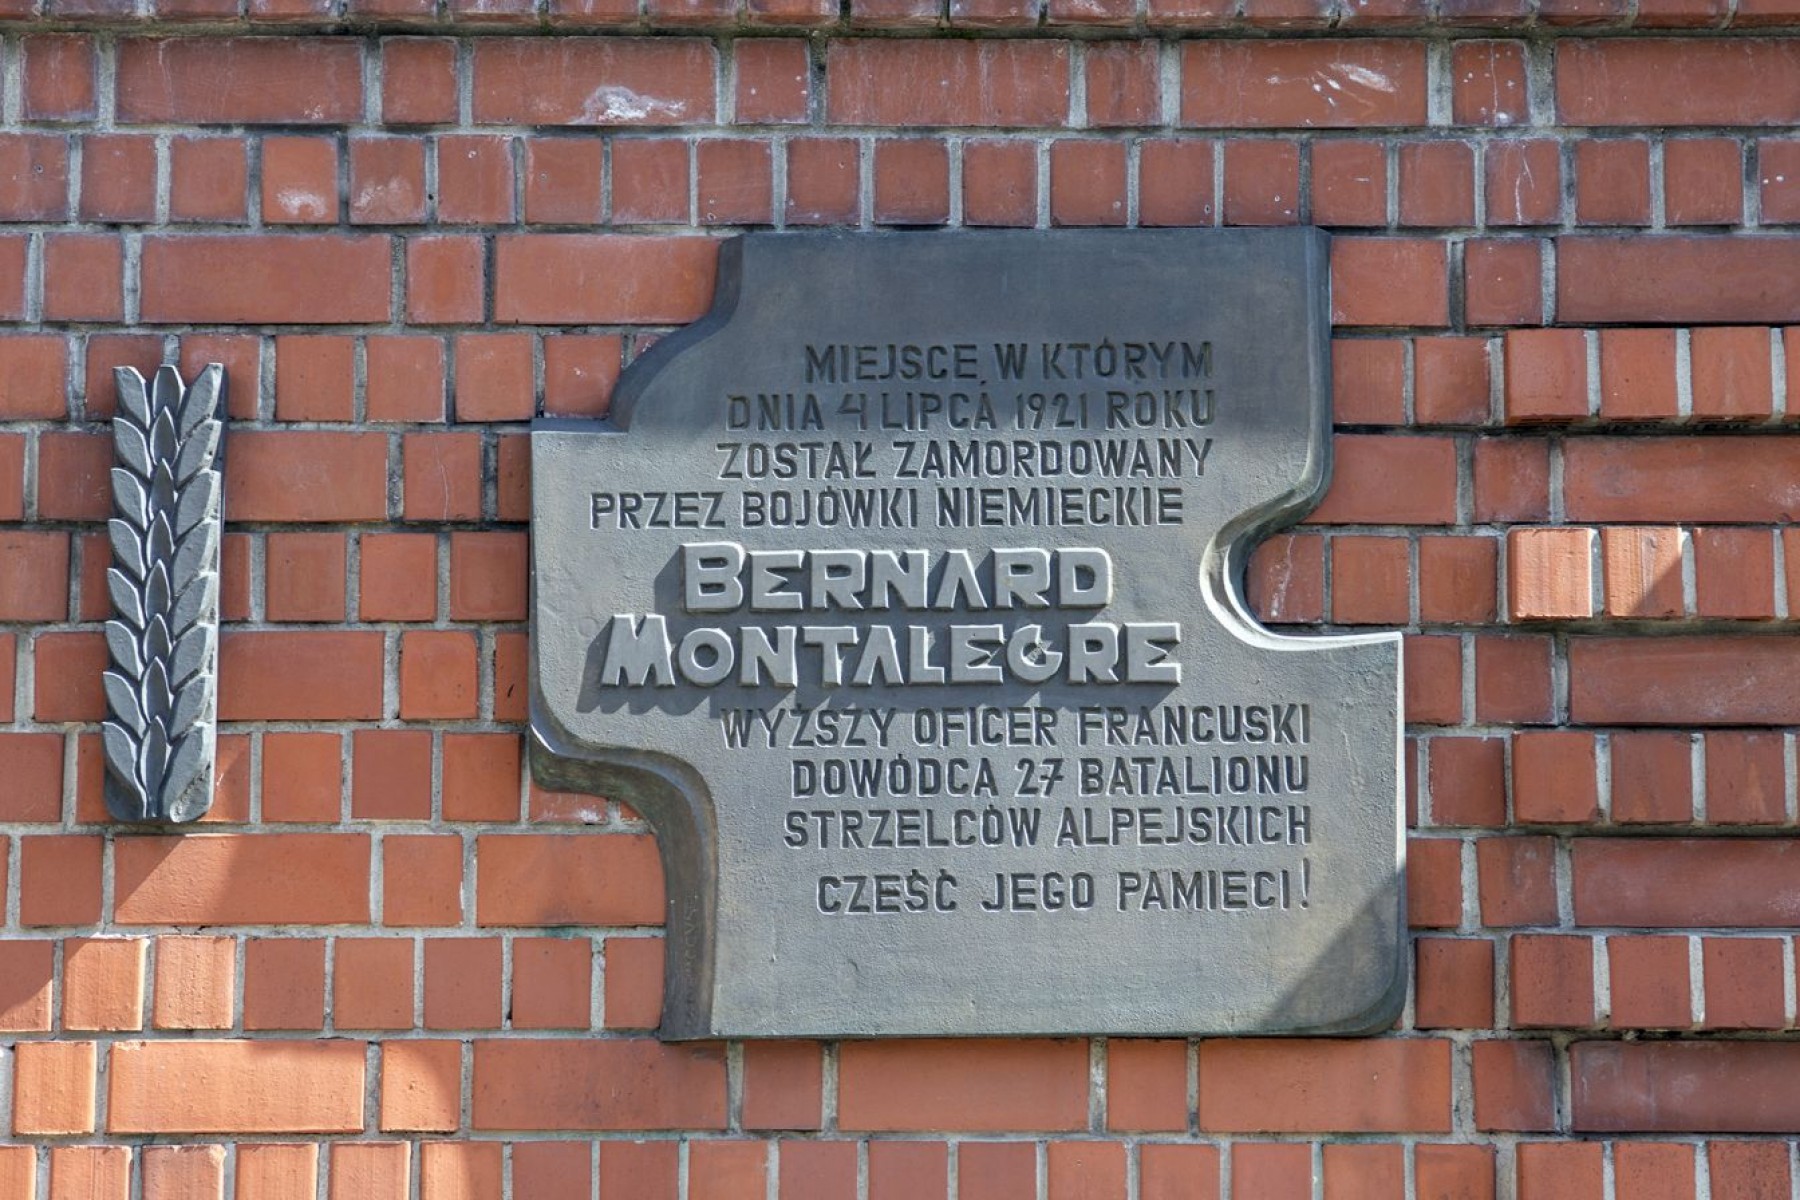 MIEJSCE, W KTÓRYM
DNIA 4 LIPCA 1921 ROKU
ZOSTAŁ ZAMORDOWANY
PRZEZ BOJÓWKI NIEMIECKIE
BERNARD
MONTALEGRE
WYŻSZY OFICER FRANCUSKI
DOWÓDCA 27 BATALIONU
STRZELCÓW ALPEJSKICH
CZEŚĆ JEGO PAMIECI!